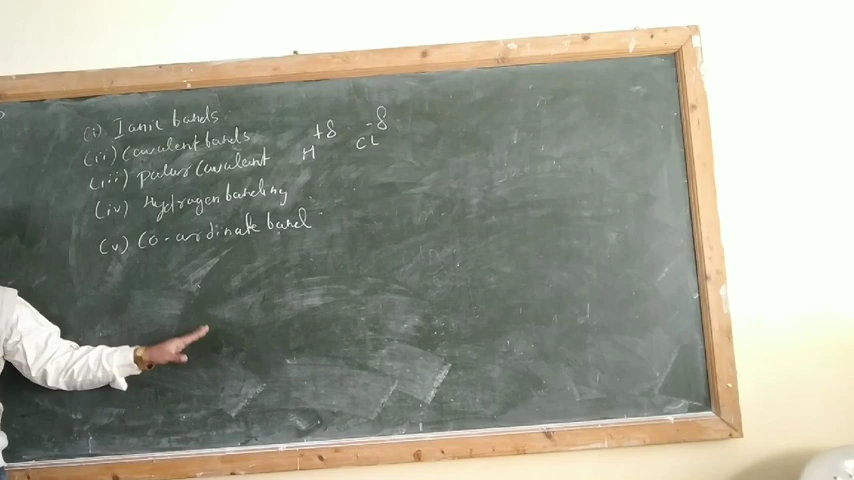 (i) Ionic bonds.
(ii) Covalent bonds
(iii) polar Covalent
+δ -δ
H Cl
(iv) Hydrogen bonding
(v) Co-ordinate bond